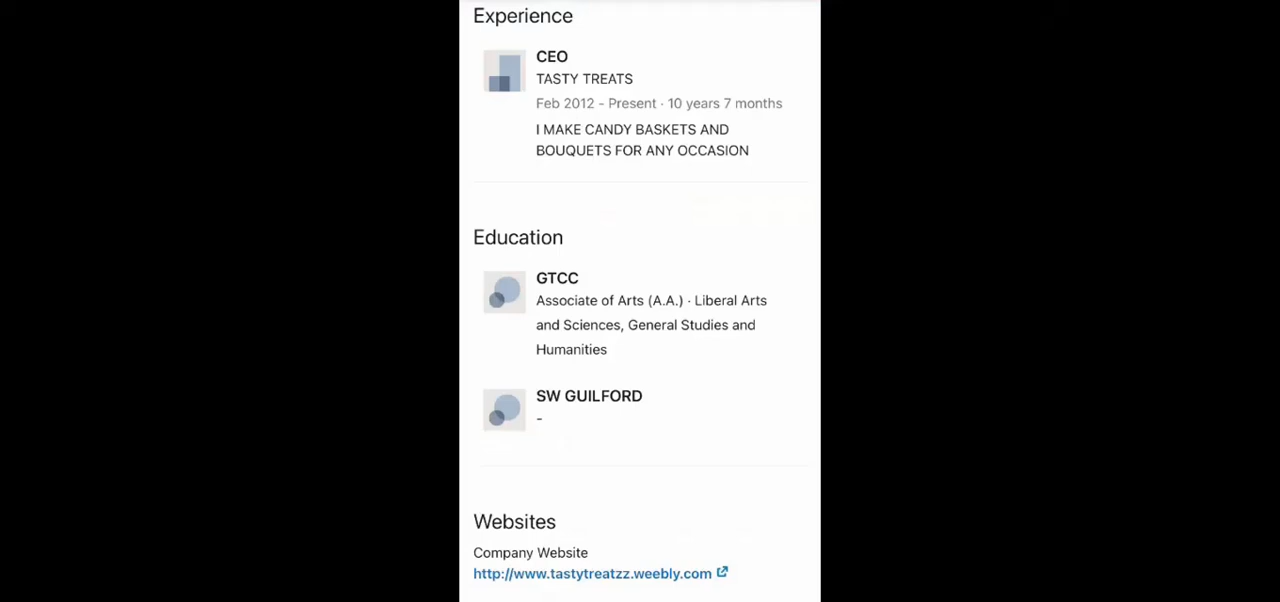 Experience
CEO
TASTY TREATS
Feb 2012 - Present · 10 years 7 months
I MAKE CANDY BASKETS AND
BOUQUETS FOR ANY OCCASION
Education
GTCC
Associate of Arts (A.A.) · Liberal Arts
and Sciences, General Studies and
Humanities
SW GUILFORD
-
Websites
Company Website
http://www.tastytreatzz.weebly.com